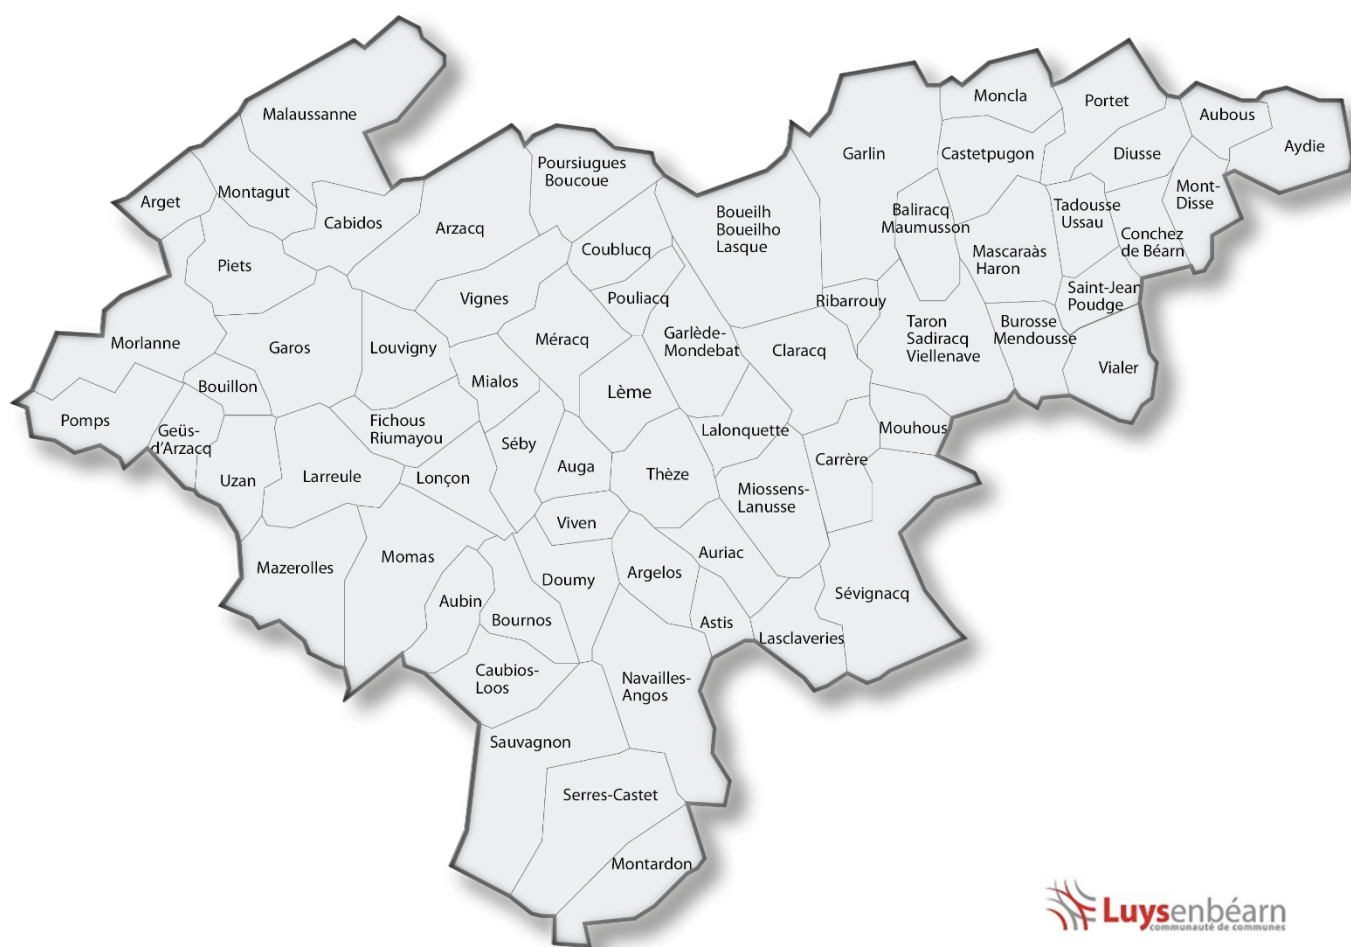 Malaussanne
Moncla
Portet
Aubous
Aydie
Garlin
Castetpugon
Diusse
Poursiugues
Boucoue
Arget
Montagut
Cabidos
Arzacq
Boueilh
Boueilho
Lasque
Baliracq
Maumusson
Tadousse
Ussau
Mont-
Disse
Conchez
de Béarn
Piets
Coublucq
Mascaraàs
Haron
Vignes
Pouliacq
Ribarrouy
Saint-Jean
Poudge
Morlanne
Garos
Louvigny
Méracq
Garlède-
Mondebat
Claracq
Taron
Sadiracq
Viellenave
Burosse
Mendousse
Vialer
Bouillon
Mialos
Lème
Pomps
Geüs-
d'Arzacq
Fichous
Riumayou
Séby
Lalonquette
Mouhous
Uzan
Larreule
Lonçon
Auga
Thèze
Carrère
Miossens-
Lanusse
Viven
Mazerolles
Momas
Doumy
Argelos
Auriac
Sévignacq
Aubin
Bournos
Astis
Lasclaveries
Caubios-
Loos
Navailles-
Angos
Sauvagnon
Serres-Castet
Montardon
Luysenbéarn
communauté de communes